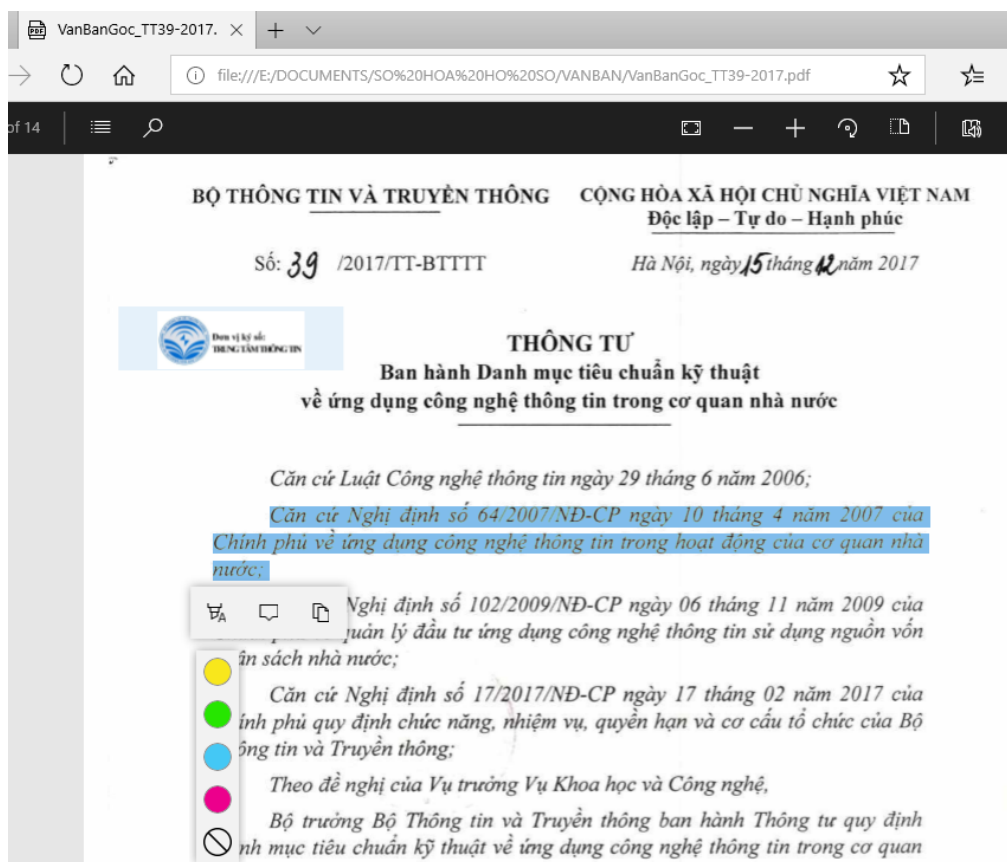 VanBanGoc_TT39-2017.
file:///E:/DOCUMENTS/SO%20HOA%20HO%20SO/VANBAN/VanBanGoc_TT39-2017.pdf
of 14
BỘ THÔNG TIN VÀ TRUYỀN THÔNG
CỘNG HÒA XÃ HỘI CHỦ NGHĨA VIỆT NAM
Độc lập – Tự do – Hạnh phúc
Số: 39 /2017/TT-BTTTT
Hà Nội, ngày 15 tháng 12 năm 2017
Đơn vị ký số:
TRUNG TÂM THÔNG TIN
THÔNG TƯ
Ban hành Danh mục tiêu chuẩn kỹ thuật
về ứng dụng công nghệ thông tin trong cơ quan nhà nước
Căn cứ Luật Công nghệ thông tin ngày 29 tháng 6 năm 2006;
Căn cứ Nghị định số 64/2007/NĐ-CP ngày 10 tháng 4 năm 2007 của
Chính phủ về ứng dụng công nghệ thông tin trong hoạt động của cơ quan nhà
nước;
Nghị định số 102/2009/NĐ-CP ngày 06 tháng 11 năm 2009 của
quản lý đầu tư ứng dụng công nghệ thông tin sử dụng nguồn vốn
ân sách nhà nước;
Căn cứ Nghị định số 17/2017/NĐ-CP ngày 17 tháng 02 năm 2017 của
ính phủ quy định chức năng, nhiệm vụ, quyền hạn và cơ cấu tổ chức của Bộ
ông tin và Truyền thông;
Theo đề nghị của Vụ trưởng Vụ Khoa học và Công nghệ,
Bộ trưởng Bộ Thông tin và Truyền thông ban hành Thông tư quy định
nh mục tiêu chuẩn kỹ thuật về ứng dụng công nghệ thông tin trong cơ quan